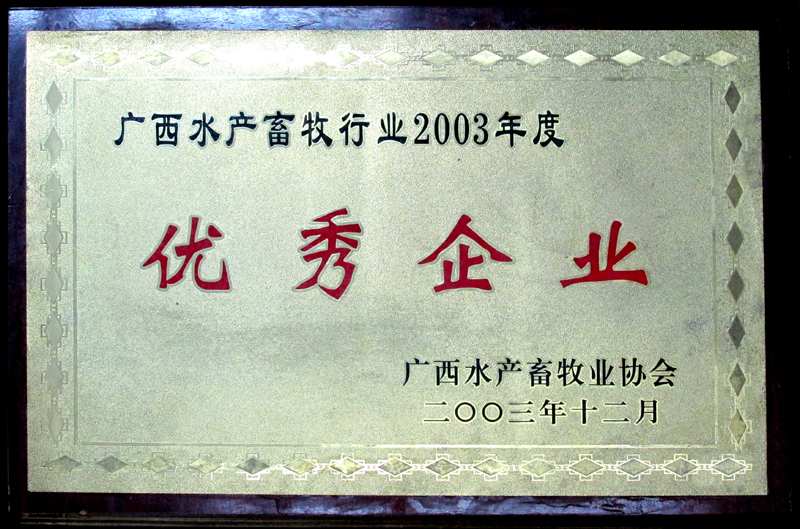 广西水产畜牧行业2003年度
优秀企业
广西水产畜牧业协会
二〇〇三年十二月